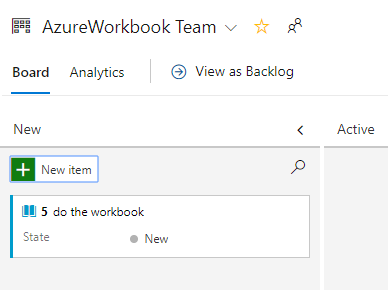 AzureWorkbook Team
Board Analytics View as Backlog
New Active
New item
5 do the workbook
State New